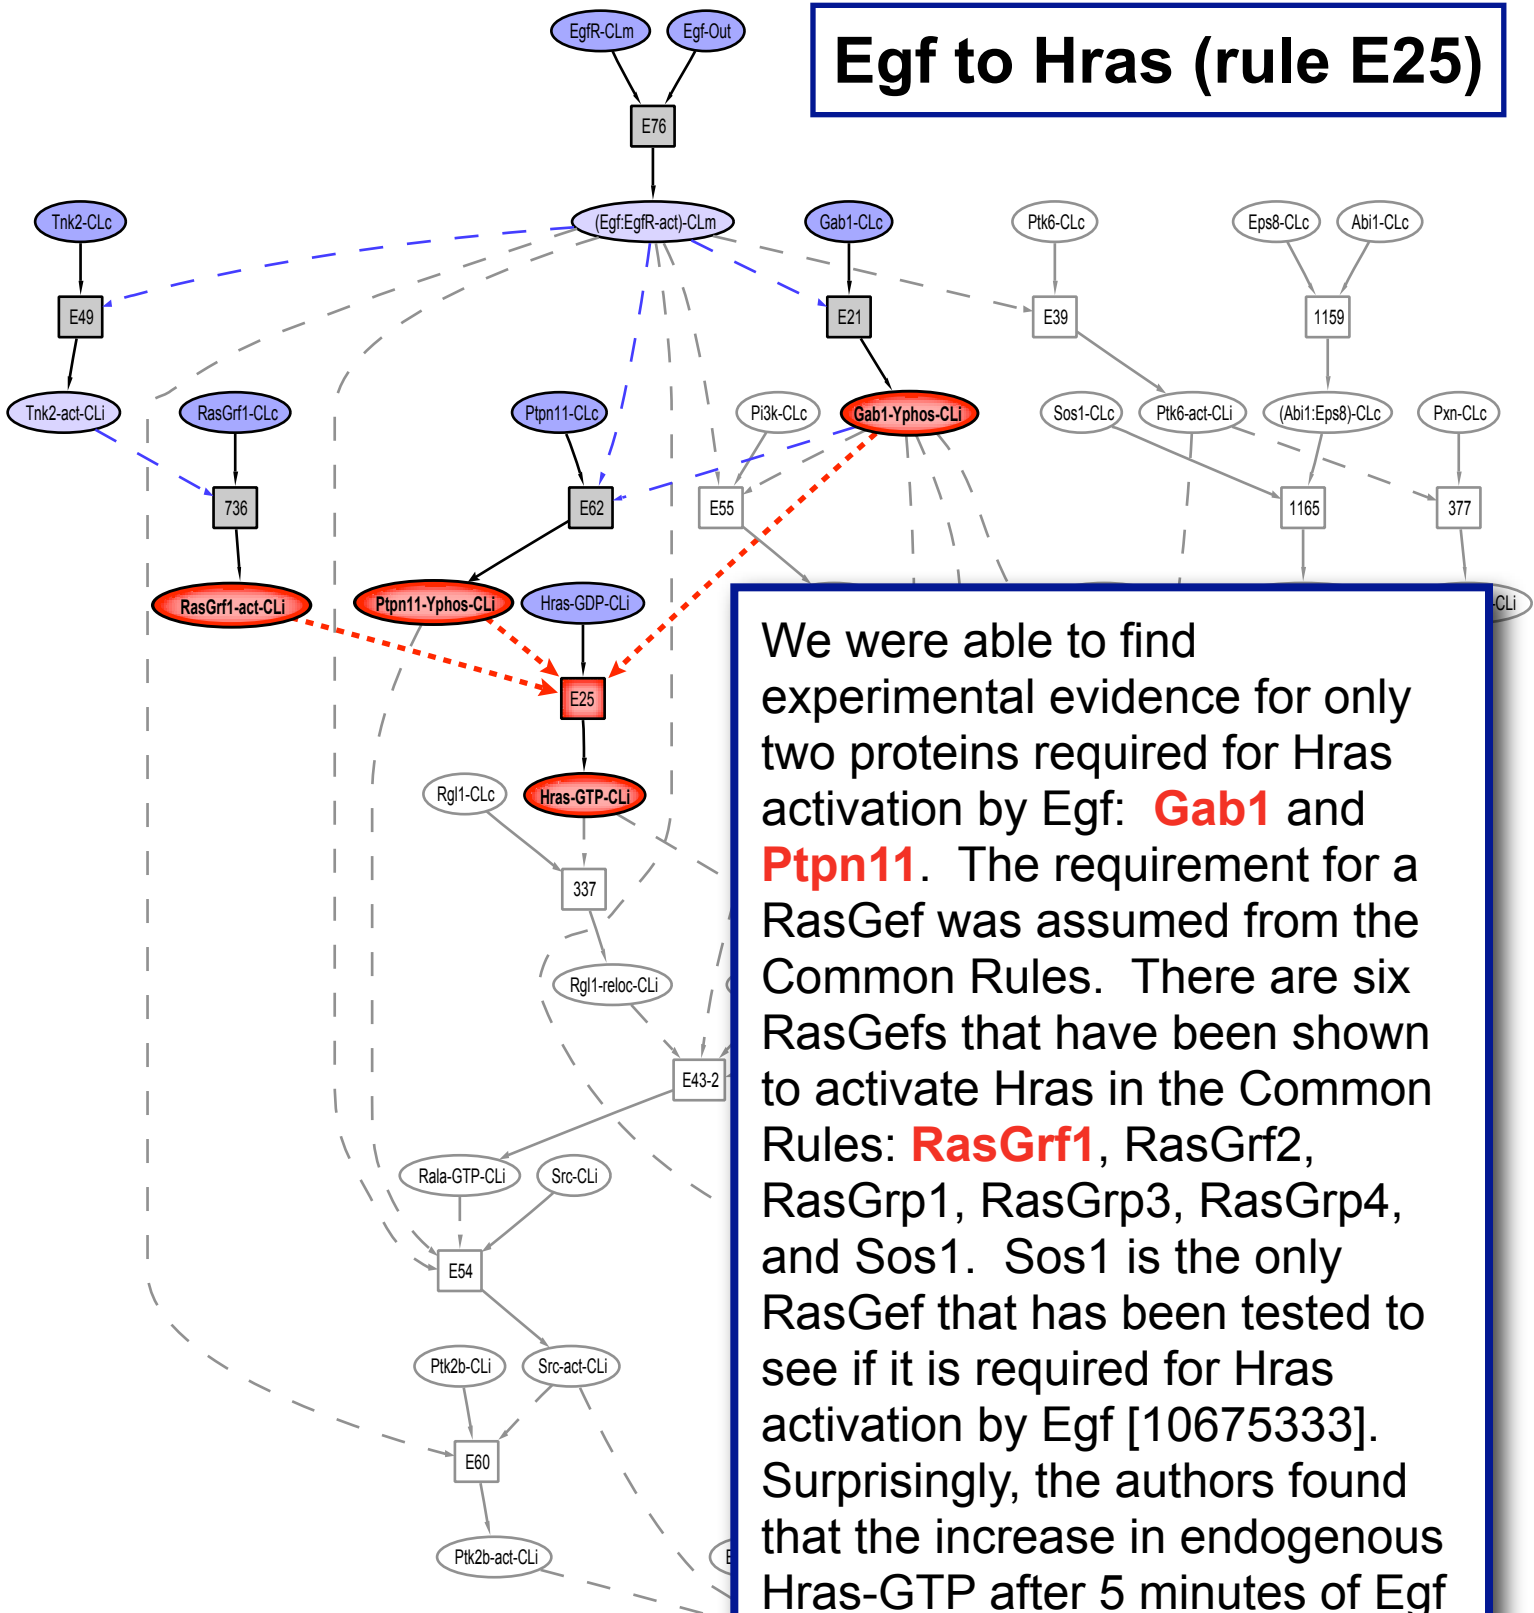 EgfR-CLm Egf-Out
Egf to Hras (rule E25)
E76
Tnk2-CLc (Egf:EgfR-act)-CLm Gab1-CLc Ptk6-CLc Eps8-CLc Abi1-CLc
E49 E21 E39 1159
Tnk2-act-CLi RasGrf1-CLc Ptpn11-CLc Pi3k-CLc Gab1-Yphos-CLi Sos1-CLc Ptk6-act-CLi (Abi1:Eps8)-CLc Pxn-CLc
736 E62 E55 1165 377
RasGrf1-act-CLi Ptpn11-Yphos-CLi Hras-GDP-CLi -CLi
E25
Rgl1-CLc Hras-GTP-CLi
337
Rgl1-reloc-CLi
E43-2
Rala-GTP-CLi Src-CLi
E54
Ptk2b-CLi Src-act-CLi
E60
Ptk2b-act-CLi
We were able to find
experimental evidence for only
two proteins required for Hras
activation by Egf: Gab1 and
Ptpn11. The requirement for a
RasGef was assumed from the
Common Rules. There are six
RasGefs that have been shown
to activate Hras in the Common
Rules: RasGrf1, RasGrf2,
RasGrp1, RasGrp3, RasGrp4,
and Sos1. Sos1 is the only
RasGef that has been tested to
see if it is required for Hras
activation by Egf [10675333].
Surprisingly, the authors found
that the increase in endogenous
Hras-GTP after 5 minutes of Egf